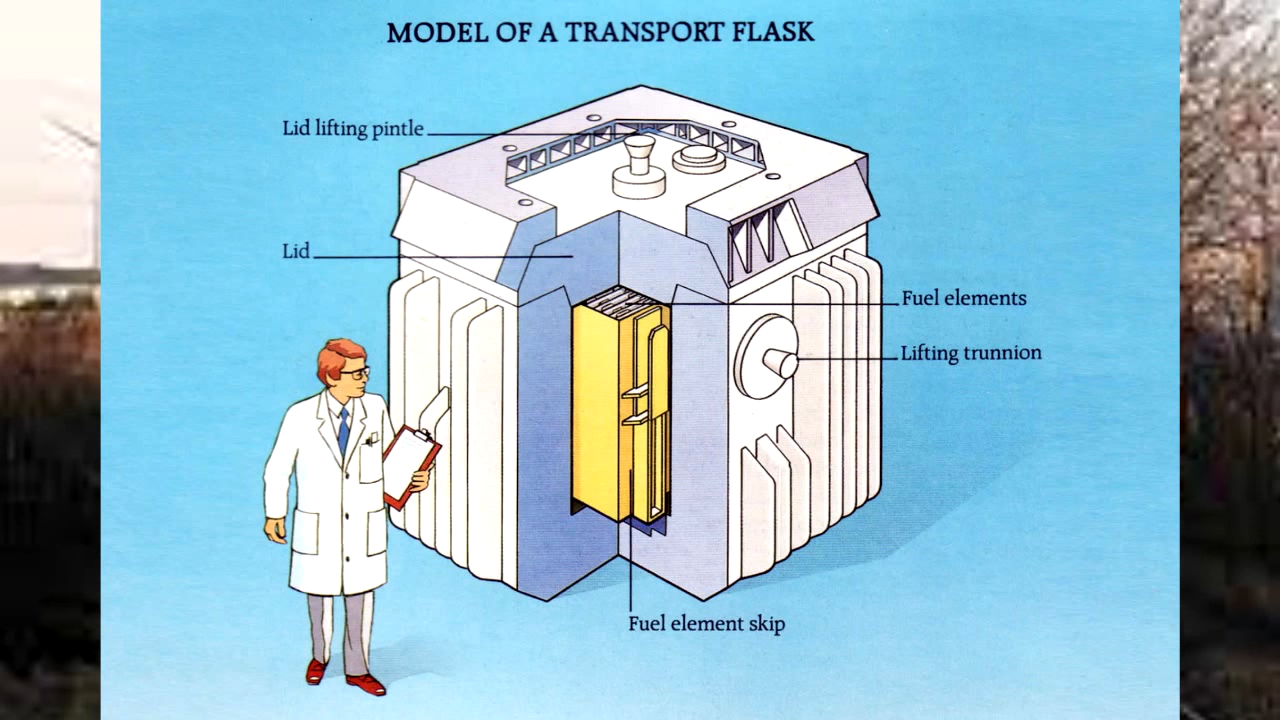 MODEL OF A TRANSPORT FLASK
Lid lifting pintle
Lid
Fuel elements
Lifting trunnion
Fuel element skip